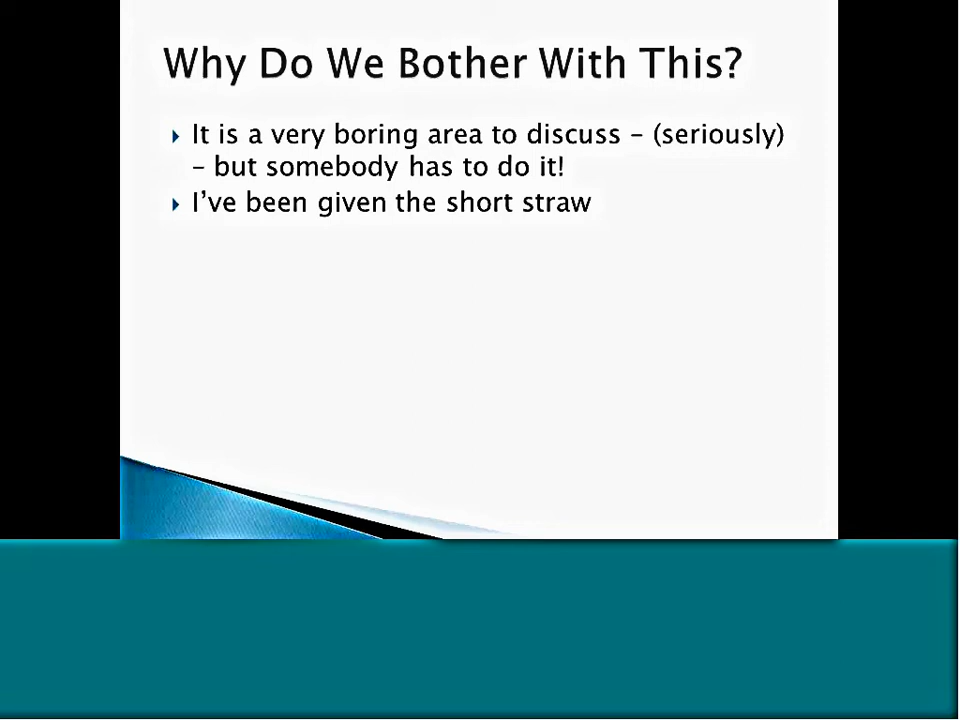 Why Do We Bother With This?
It is a very boring area to discuss – (seriously)
– but somebody has to do it!
I’ve been given the short straw